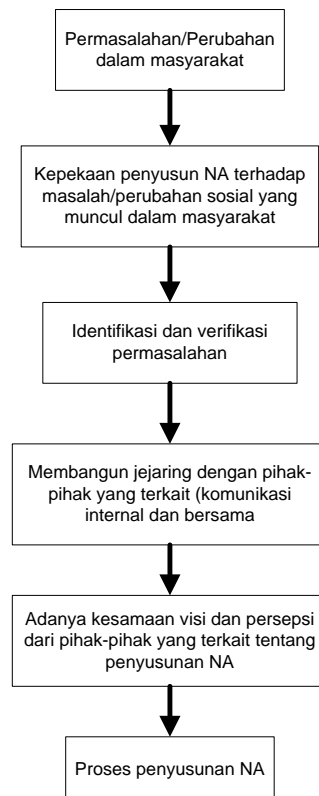 Permasalahan/Perubahan
dalam masyarakat
Kepekaan penyusun NA terhadap
masalah/perubahan sosial yang
muncul dalam masyarakat
Identifikasi dan verifikasi
permasalahan
Membangun jejaring dengan pihak-
pihak yang terkait (komunikasi
internal dan bersama
Adanya kesamaan visi dan persepsi
dari pihak-pihak yang terkait tentang
penyusunan NA
Proses penyusunan NA